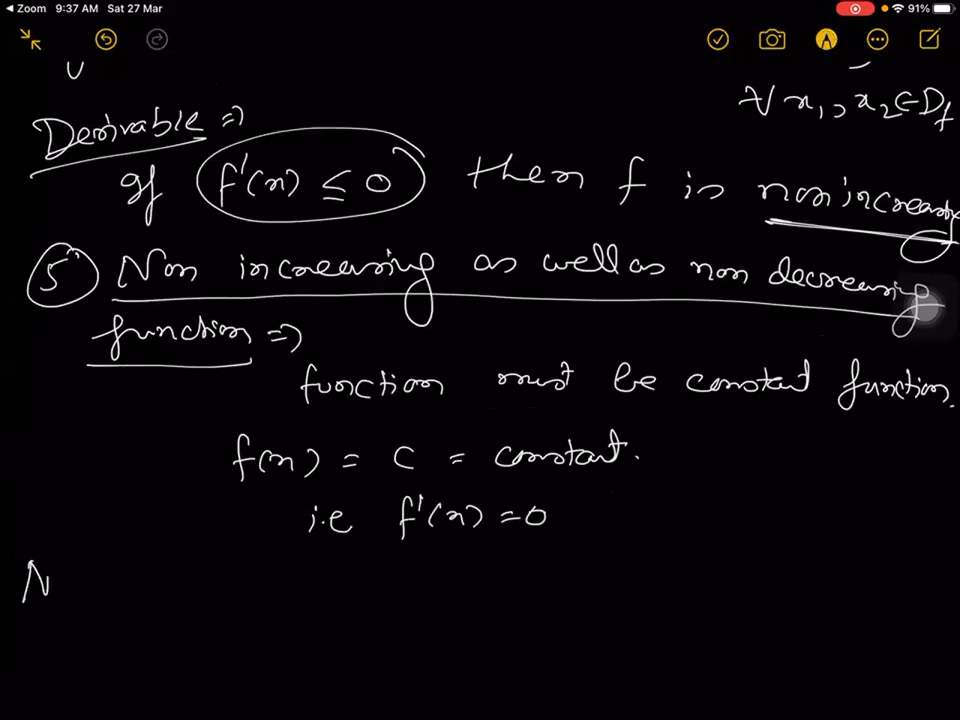 Zoom 9:37 AM Sat 27 Mar 91%
∀ x₁, x₂ ∈ D_f
Derivable ⇒
If f'(x) ≤ 0 then f is non increasing
5 Non increasing as well as non decreasing
function ⇒
function must be constant function.
f(x) = c = constant.
i.e f'(x) = 0
N